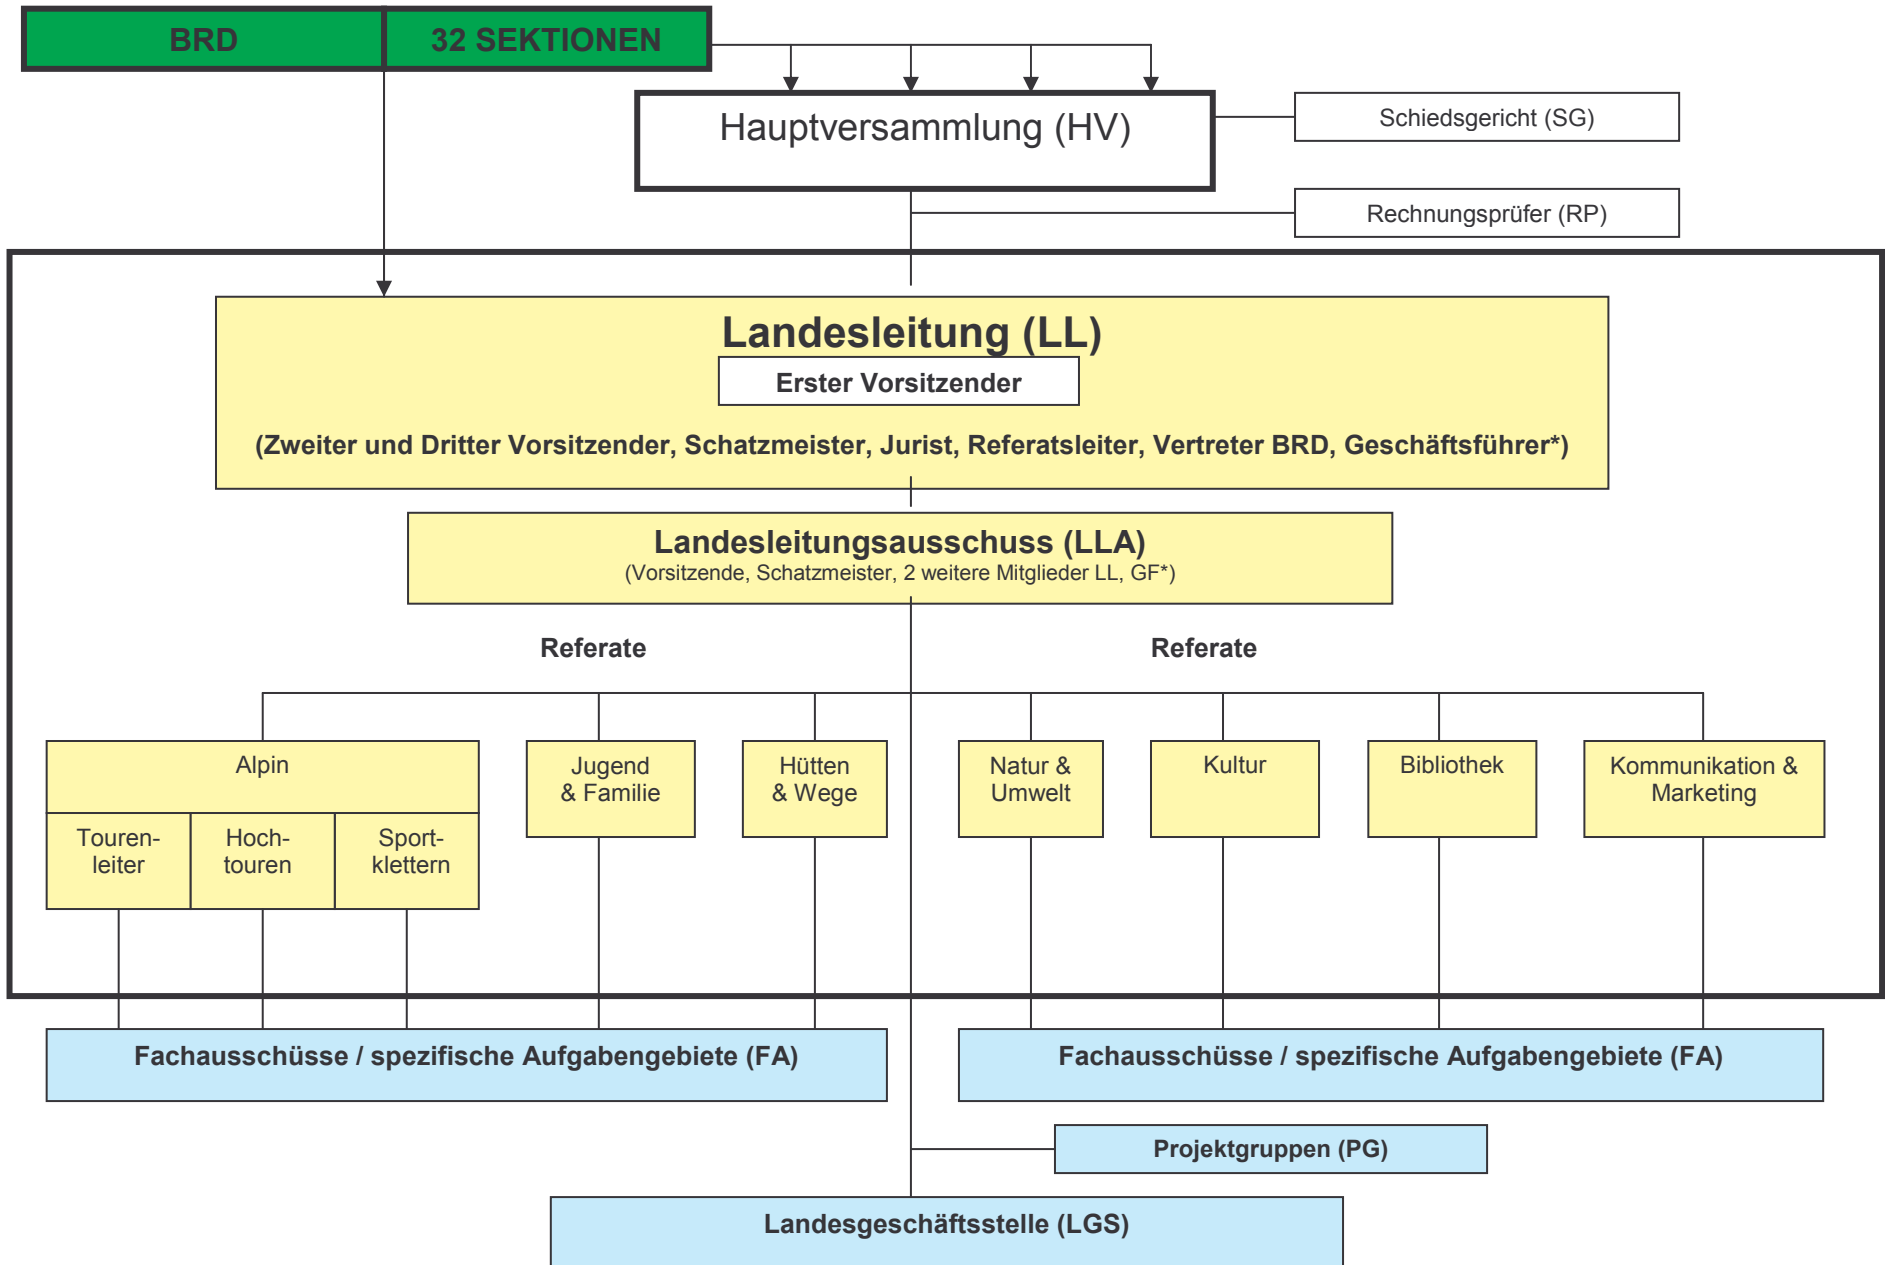 BRD
32 SEKTIONEN
Hauptversammlung (HV)
Schiedsgericht (SG)
Rechnungsprüfer (RP)
Landesleitung (LL)
Erster Vorsitzender
(Zweiter und Dritter Vorsitzender, Schatzmeister, Jurist, Referatsleiter, Vertreter BRD, Geschäftsführer*)
Landesleitungsausschuss (LLA)
(Vorsitzende, Schatzmeister, 2 weitere Mitglieder LL, GF*)
Referate
Referate
Alpin
Touren-
leiter
Hoch-
touren
Sport-
klettern
Jugend
& Familie
Hütten
& Wege
Natur &
Umwelt
Kultur
Bibliothek
Kommunikation &
Marketing
Fachausschüsse / spezifische Aufgabengebiete (FA)
Fachausschüsse / spezifische Aufgabengebiete (FA)
Projektgruppen (PG)
Landesgeschäftsstelle (LGS)